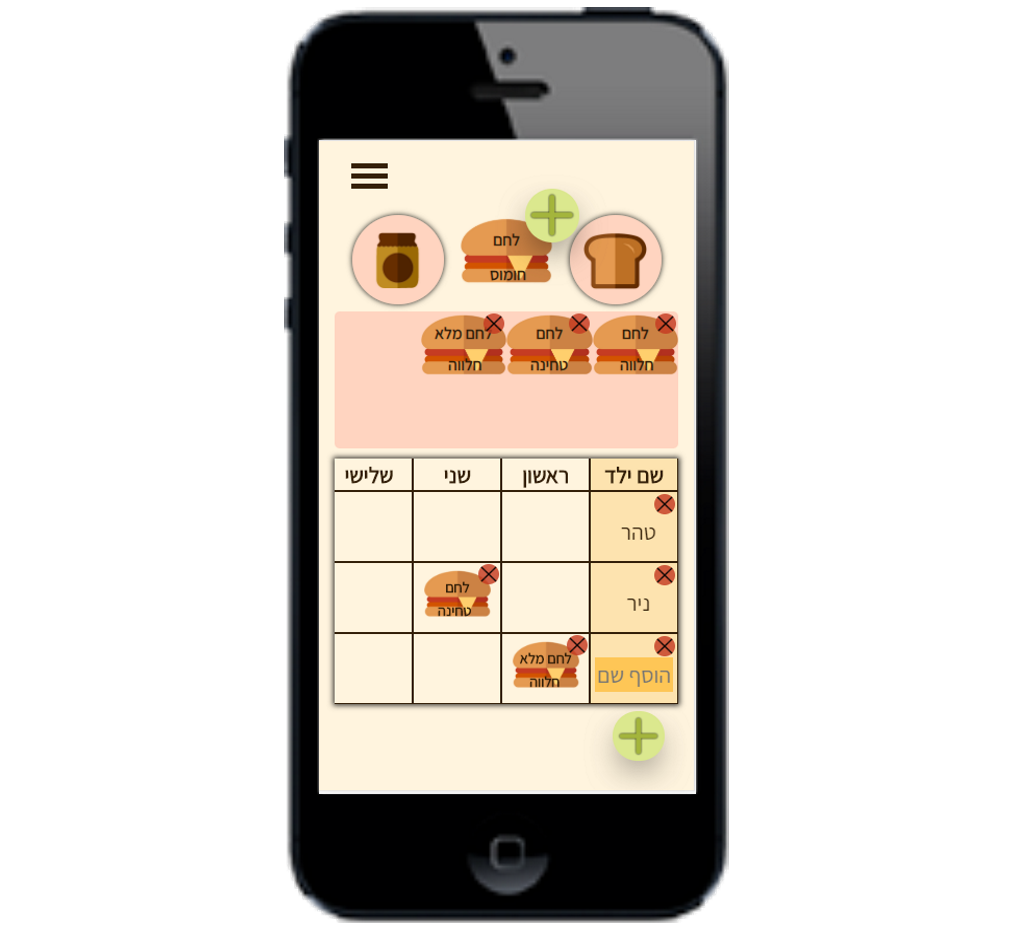 לחם
חומוס
לחם
חלווה
לחם
טחינה
לחם מלא
חלווה
שם ילד
ראשון
שני
שלישי
טהר
ניר
לחם
טחינה
הוסף שם
לחם מלא
חלווה